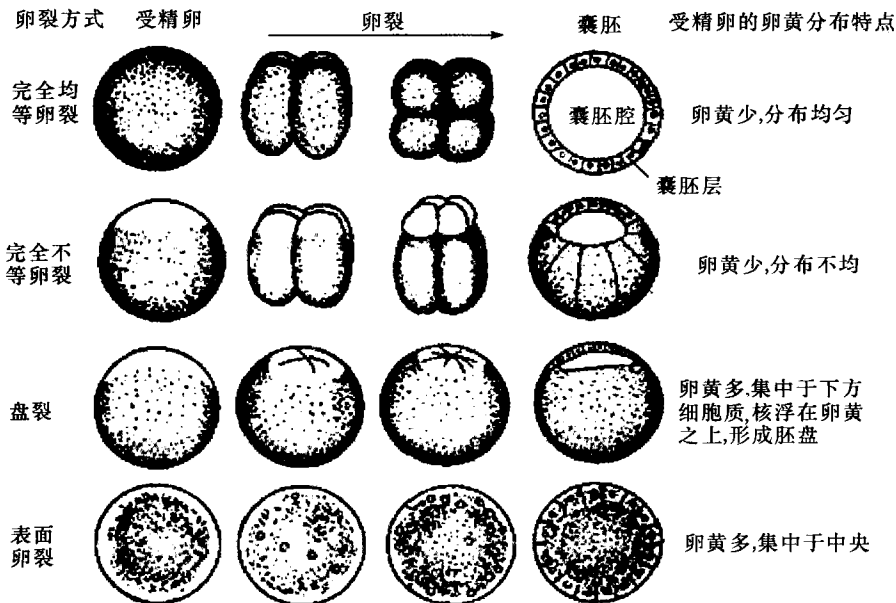 卵裂方式 受精卵 卵裂 囊胚 受精卵的卵黄分布特点
完全均
等卵裂
囊胚腔
卵黄少,分布均匀
囊胚层
完全不
等卵裂
卵黄少,分布不均
盘裂
卵黄多.集中于下方
细胞质,核浮在卵黄
之上,形成胚盘
表面
卵裂
卵黄多,集中于中央